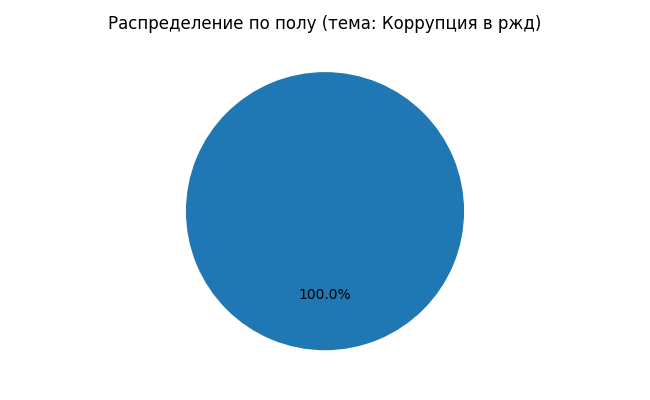 Распределение по полу (тема: Коррупция в ржд)
100.0%